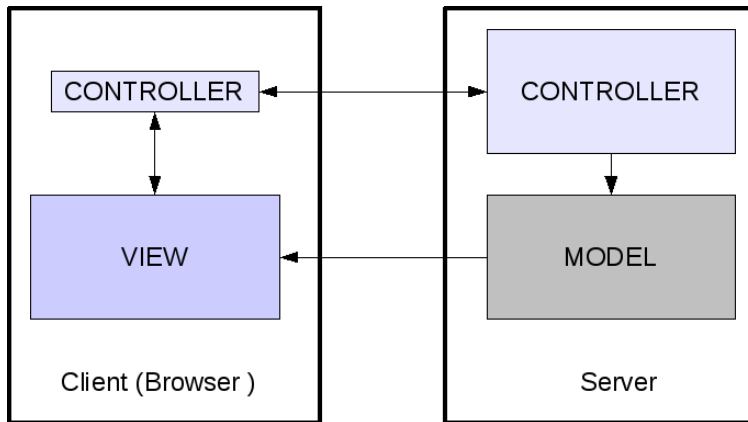 CONTROLLER
CONTROLLER
VIEW
MODEL
Client (Browser )
Server